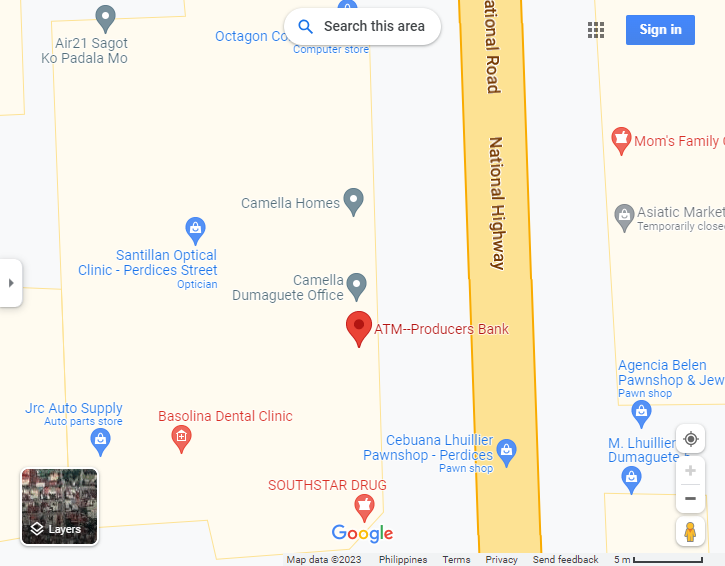 Air21 Sagot
Ko Padala Mo
Octagon Co
Computer store
Search this area
National Road
Sign in
National Highway
Mom's Family
Asiatic Market
Temporarily close
Camella Homes
Santillan Optical
Clinic - Perdices Street
Optician
Camella
Dumaguete Office
ATM--Producers Bank
Agencia Belen
Pawnshop & Jew
Pawn shop
Jrc Auto Supply
Auto parts store
Basolina Dental Clinic
Cebuana Lhuillier
Pawnshop - Perdices
Pawn shop
M. Lhuillier
Dumaguete
SOUTHSTAR DRUG
Layers
Google
Map data ©2023 Philippines Terms Privacy Send feedback 5 m